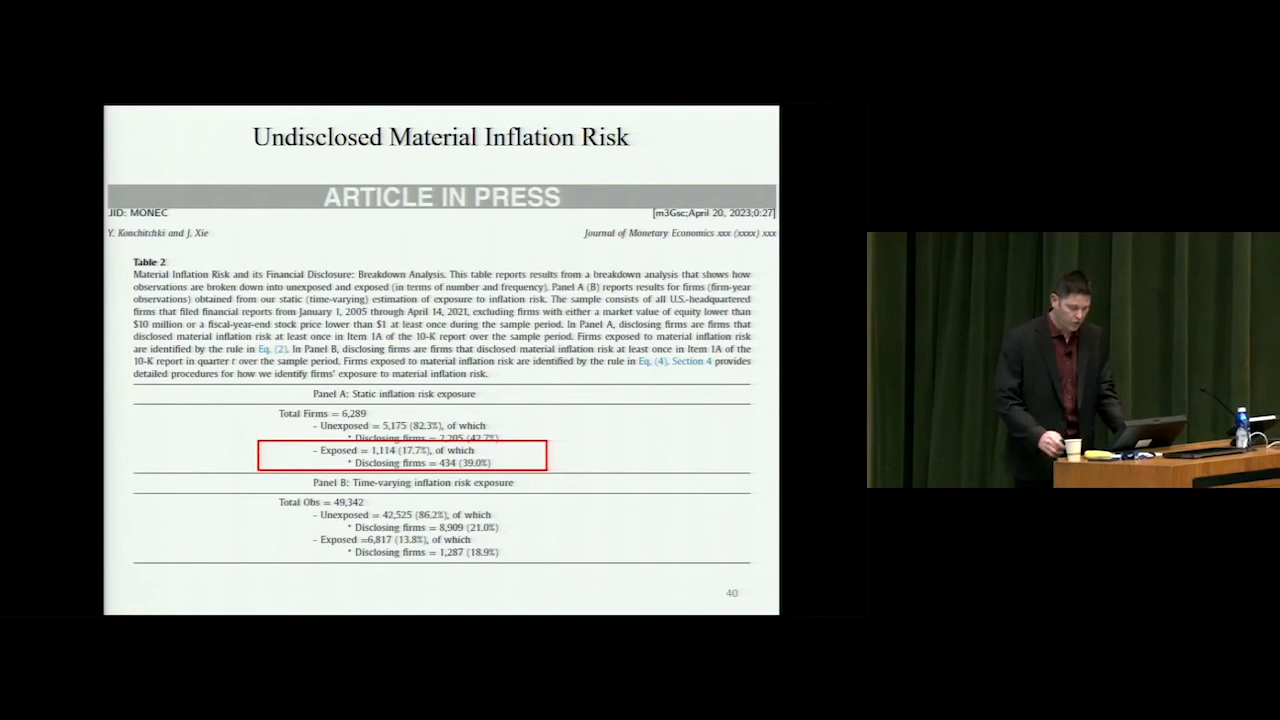 Undisclosed Material Inflation Risk
ARTICLE IN PRESS
JID: MONEC
[m3Gsc;April 20, 2023;0:27]
Y. Konchitchki and J. Xie
Journal of Monetary Economics xxx (xxxx) xxx
Table 2
Material Inflation Risk and its Financial Disclosure: Breakdown Analysis. This table reports results from a breakdown analysis that shows how
observations are broken down into unexposed and exposed (in terms of number and frequency). Panel A (B) reports results for firms (firm-year
observations) obtained from our static (time-varying) estimation of exposure to inflation risk. The sample consists of all U.S.-headquartered
firms that filed financial reports from January 1, 2005 through April 14, 2021, excluding firms with either a market value of equity lower than
$10 million or a fiscal-year-end stock price lower than $1 at least once during the sample period. In Panel A, disclosing firms are firms that
disclosed material inflation risk at least once in Item 1A of the 10-K report over the sample period. Firms exposed to material inflation risk
are identified by the rule in Eq. (2). In Panel B, disclosing firms are firms that disclosed material inflation risk at least once in Item 1A of the
10-K report in quarter t over the sample period. Firms exposed to material inflation risk are identified by the rule in Eq. (4). Section 4 provides
detailed procedures for how we identify firms' exposure to material inflation risk.
Panel A: Static inflation risk exposure
Total Firms = 6,289
– Unexposed = 5,175 (82.3%), of which
* Disclosing firms = 2,205 (42.7%)
– Exposed = 1,114 (17.7%), of which
* Disclosing firms = 434 (39.0%)
Panel B: Time-varying inflation risk exposure
Total Obs = 49,342
– Unexposed = 42,525 (86.2%), of which
* Disclosing firms = 8,909 (21.0%)
– Exposed =6,817 (13.8%), of which
* Disclosing firms = 1,287 (18.9%)
40